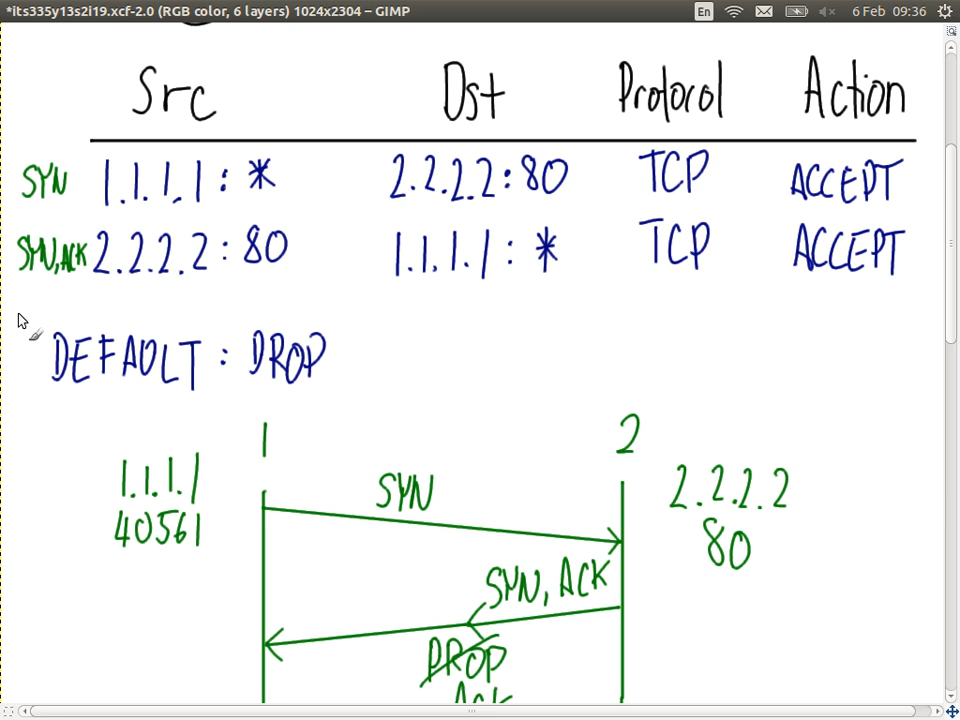 *its335y13s2i19.xcf-2.0 (RGB color, 6 layers) 1024x2304 – GIMP En 6 Feb 09:36
Src Dst Protocol Action
SYN 1.1.1.1 : * 2.2.2.2:80 TCP ACCEPT
SYN,ACK 2.2.2.2 : 80 1.1.1.1 : * TCP ACCEPT
DEFAULT : DROP
1 2
1.1.1.1 SYN 2.2.2.2
40561 80
SYN, ACK
DROP
Ack